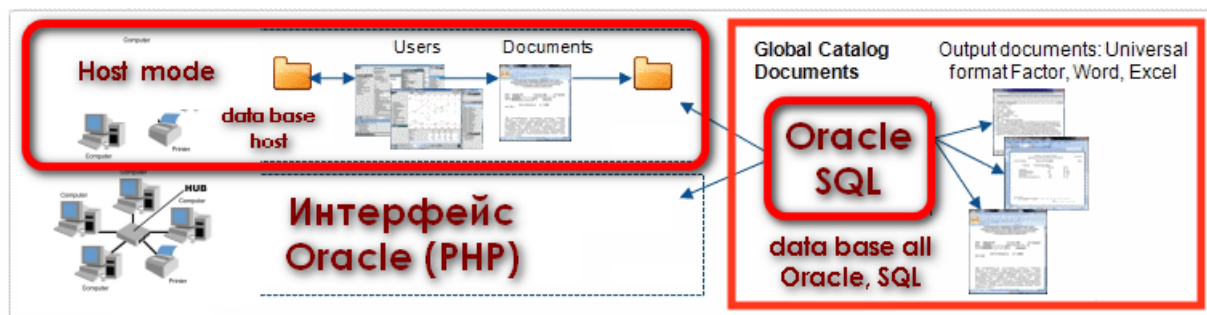 Computer
Host mode
data base
host
Computer
Printer
Users
Documents
Computer
HUB
Computer
Computer
Computer
Computer
Printer
Интерфейс
Oracle (PHP)
Global Catalog
Documents
Output documents: Universal
format Factor, Word, Excel
Oracle
SQL
data base all
Oracle, SQL